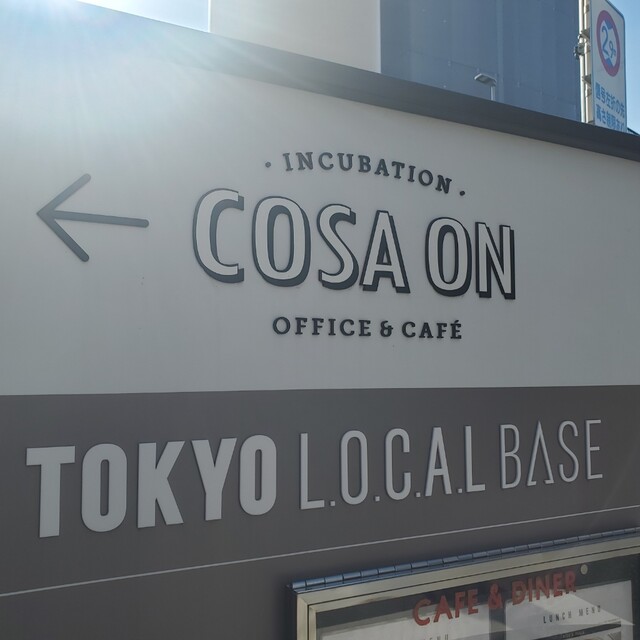 • INCUBATION •
COSA ON
OFFICE & CAFÉ
TOKYO L.O.C.A.L BASE
CAFE & DINER
LUNCH MENU